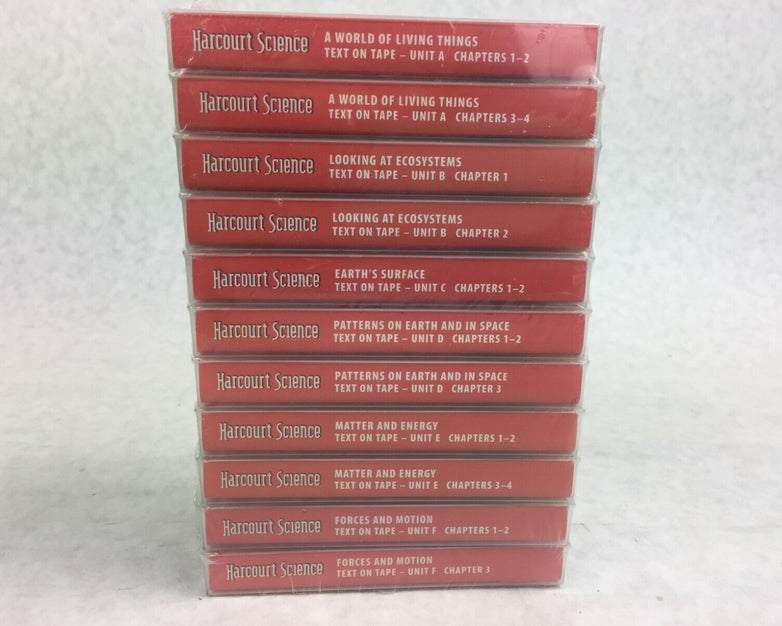 Harcourt Science A WORLD OF LIVING THINGS
TEXT ON TAPE – UNIT A CHAPTERS 1–2
Harcourt Science A WORLD OF LIVING THINGS
TEXT ON TAPE – UNIT A CHAPTERS 3–4
Harcourt Science LOOKING AT ECOSYSTEMS
TEXT ON TAPE – UNIT B CHAPTER 1
Harcourt Science LOOKING AT ECOSYSTEMS
TEXT ON TAPE – UNIT B CHAPTER 2
Harcourt Science EARTH'S SURFACE
TEXT ON TAPE – UNIT C CHAPTERS 1–2
Harcourt Science PATTERNS ON EARTH AND IN SPACE
TEXT ON TAPE – UNIT D CHAPTERS 1–2
Harcourt Science PATTERNS ON EARTH AND IN SPACE
TEXT ON TAPE – UNIT D CHAPTER 3
Harcourt Science MATTER AND ENERGY
TEXT ON TAPE – UNIT E CHAPTERS 1–2
Harcourt Science MATTER AND ENERGY
TEXT ON TAPE – UNIT E CHAPTERS 3–4
Harcourt Science FORCES AND MOTION
TEXT ON TAPE – UNIT F CHAPTERS 1–2
Harcourt Science FORCES AND MOTION
TEXT ON TAPE – UNIT F CHAPTER 3